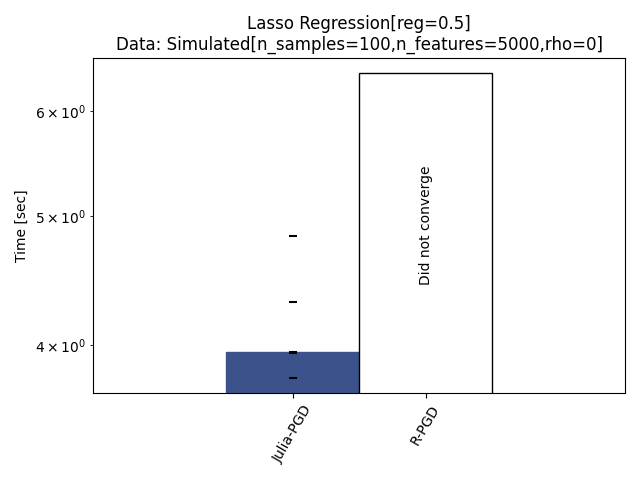 Lasso Regression[reg=0.5]
Data: Simulated[n_samples=100,n_features=5000,rho=0]
6 × 10⁰
5 × 10⁰
4 × 10⁰
Time [sec]
Did not converge
Julia-PGD
R-PGD